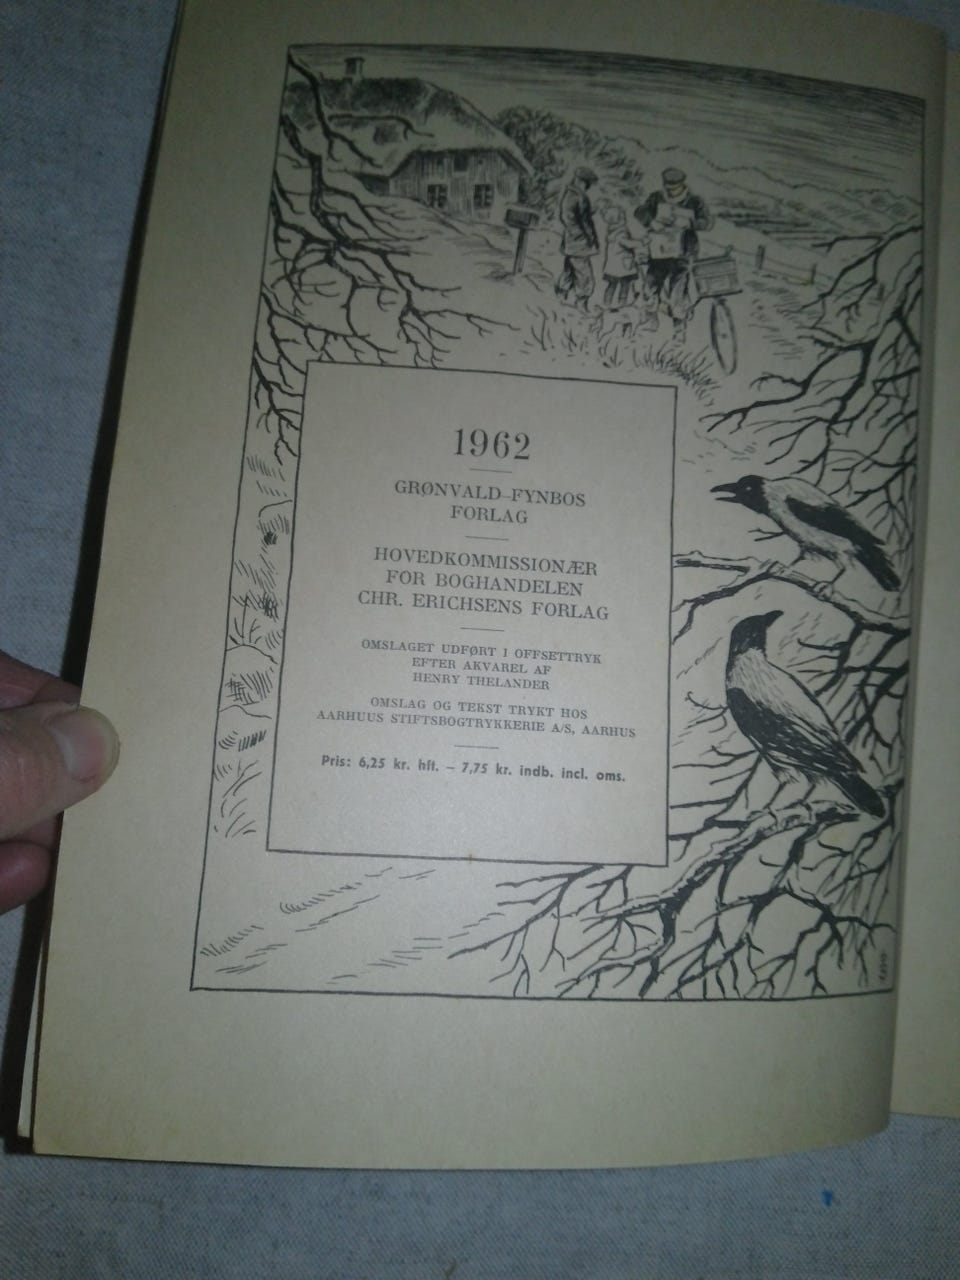 1962
GRØNVALD-FYNBOS
FORLAG
HOVEDKOMMISSIONÆR
FOR BOGHANDELEN
CHR. ERICHSENS FORLAG
OMSLAGET UDFØRT I OFFSETTRYK
EFTER AKVAREL AF
HENRY THELANDER
OMSLAG OG TEKST TRYKT HOS
AARHUUS STIFTSBOGTRYKKERIE A/S, AARHUS
Pris: 6,25 kr. hft. – 7,75 kr. indb. incl. oms.